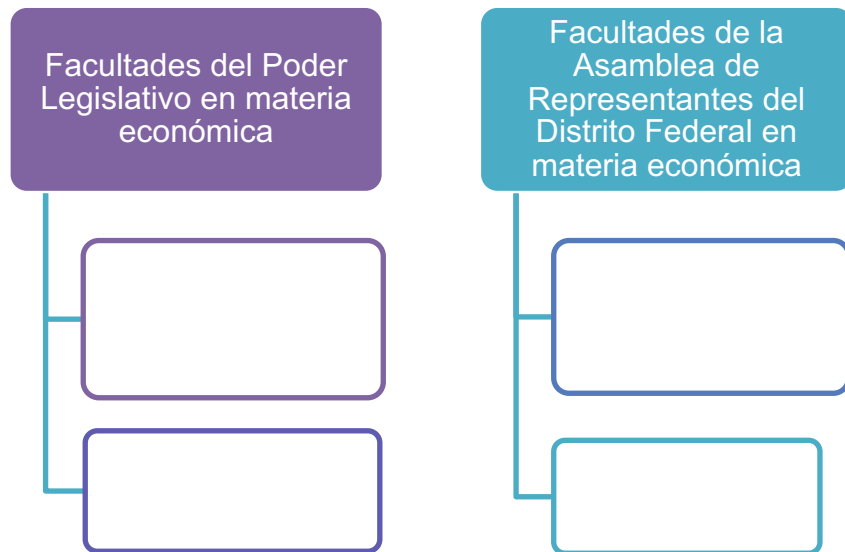 Facultades del Poder
Legislativo en materia
económica
Facultades de la
Asamblea de
Representantes del
Distrito Federal en
materia económica